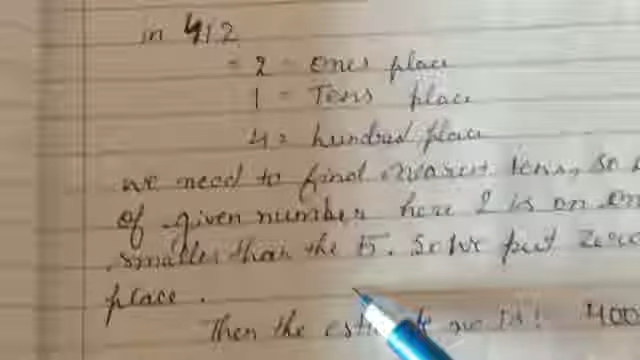 in 412
= 2 = ones place
1 = Tens place
4 = hundred place
we need to find nearest tens, so
of given number here 2 is on
smaller than the 5. So we put zero
place.
Then the 400